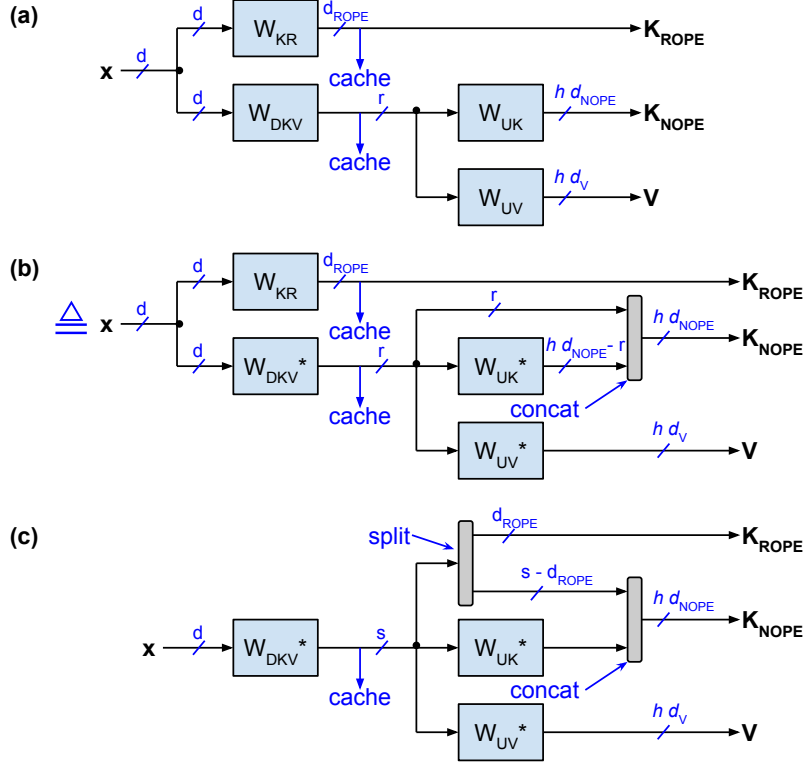 (a)
d
d
W_KR
d_ROPE
K_ROPE
x
cache
d
W_DKV
r
W_UK
h d_NOPE
K_NOPE
cache
W_UV
h d_V
V
(b)
d
W_KR
d_ROPE
K_ROPE
≜ x
d
cache
r
h d_NOPE
d
W_DKV*
r
W_UK*
h d_NOPE - r
K_NOPE
cache
concat
W_UV*
h d_V
V
(c)
split
d_ROPE
K_ROPE
s - d_ROPE
h d_NOPE
x
d
W_DKV*
s
W_UK*
K_NOPE
cache
concat
W_UV*
h d_V
V